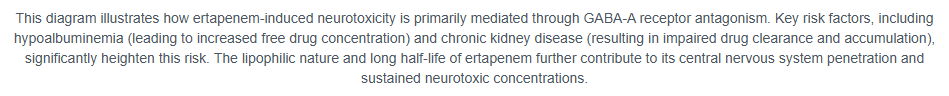 This diagram illustrates how ertapenem-induced neurotoxicity is primarily mediated through GABA-A receptor antagonism. Key risk factors, including
hypoalbuminemia (leading to increased free drug concentration) and chronic kidney disease (resulting in impaired drug clearance and accumulation),
significantly heighten this risk. The lipophilic nature and long half-life of ertapenem further contribute to its central nervous system penetration and
sustained neurotoxic concentrations.